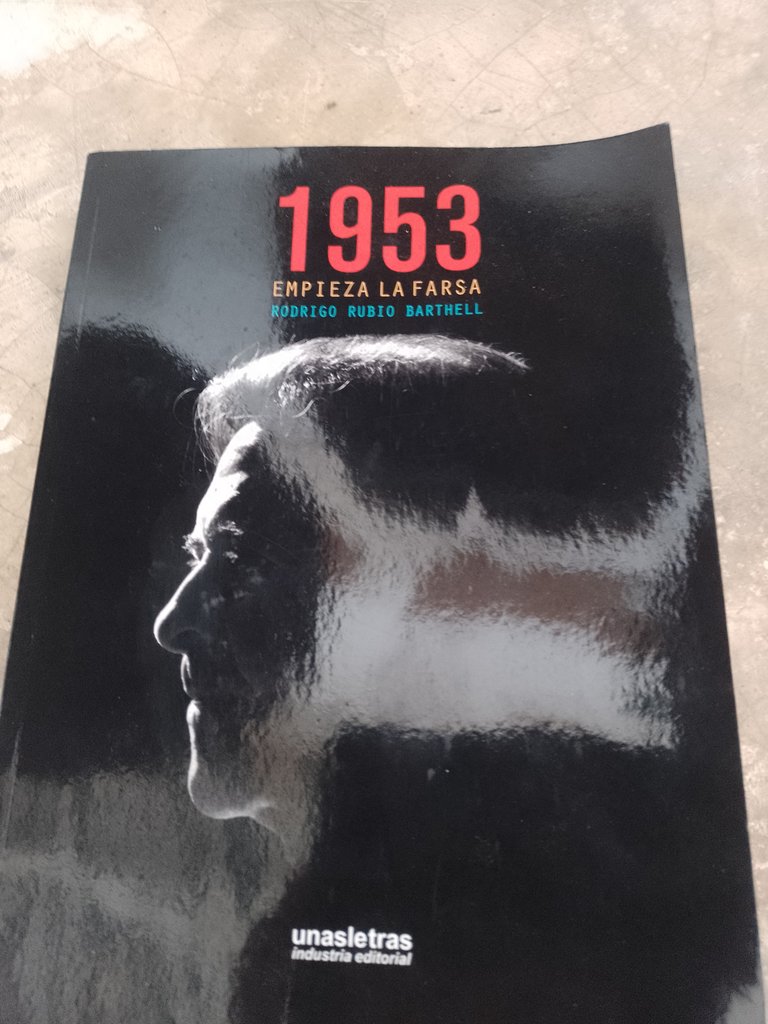 1953
EMPIEZA LA FARSA
RODRIGO RUBIO BARTHELL
unasletras
industria editorial